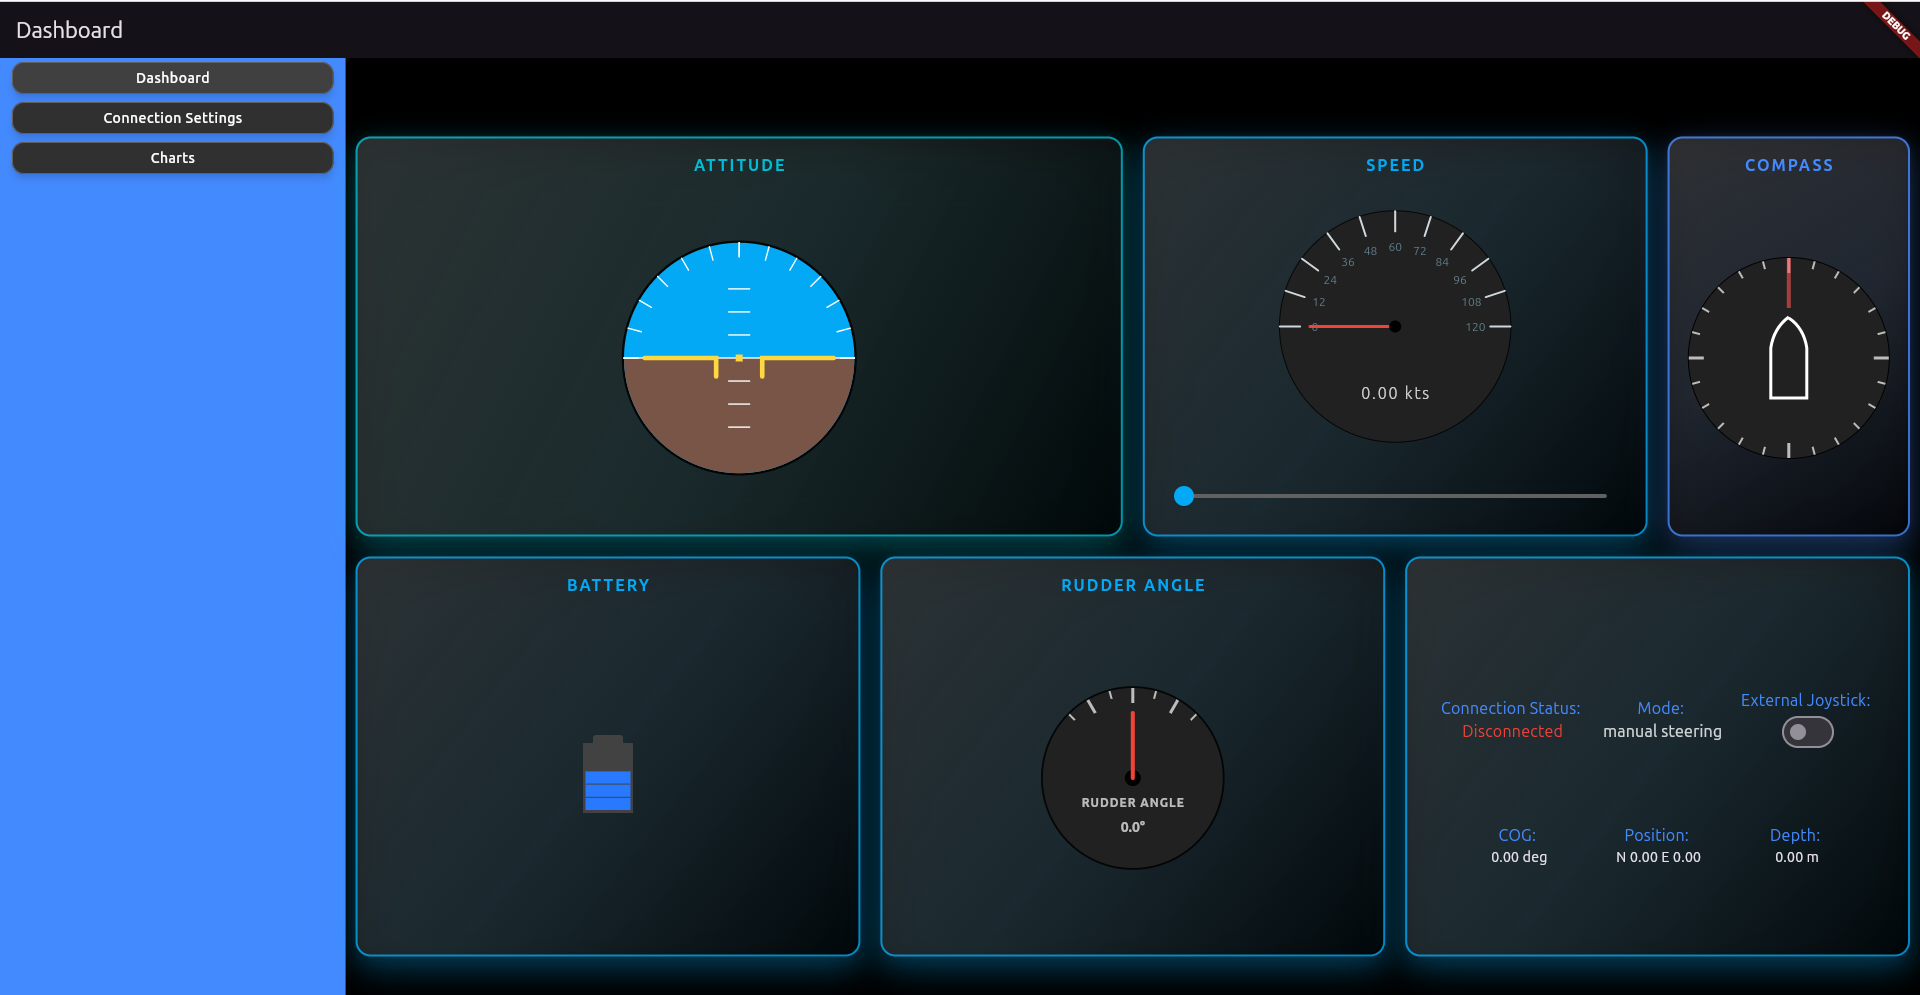 Dashboard
DEBUG
Dashboard
Connection Settings
Charts
ATTITUDE
SPEED
0
12
24
36
48
60
72
84
96
108
120
0.00 kts
COMPASS
BATTERY
RUDDER ANGLE
RUDDER ANGLE
0.0°
Connection Status:
Disconnected
Mode:
manual steering
External Joystick:
COG:
0.00 deg
Position:
N 0.00 E 0.00
Depth:
0.00 m